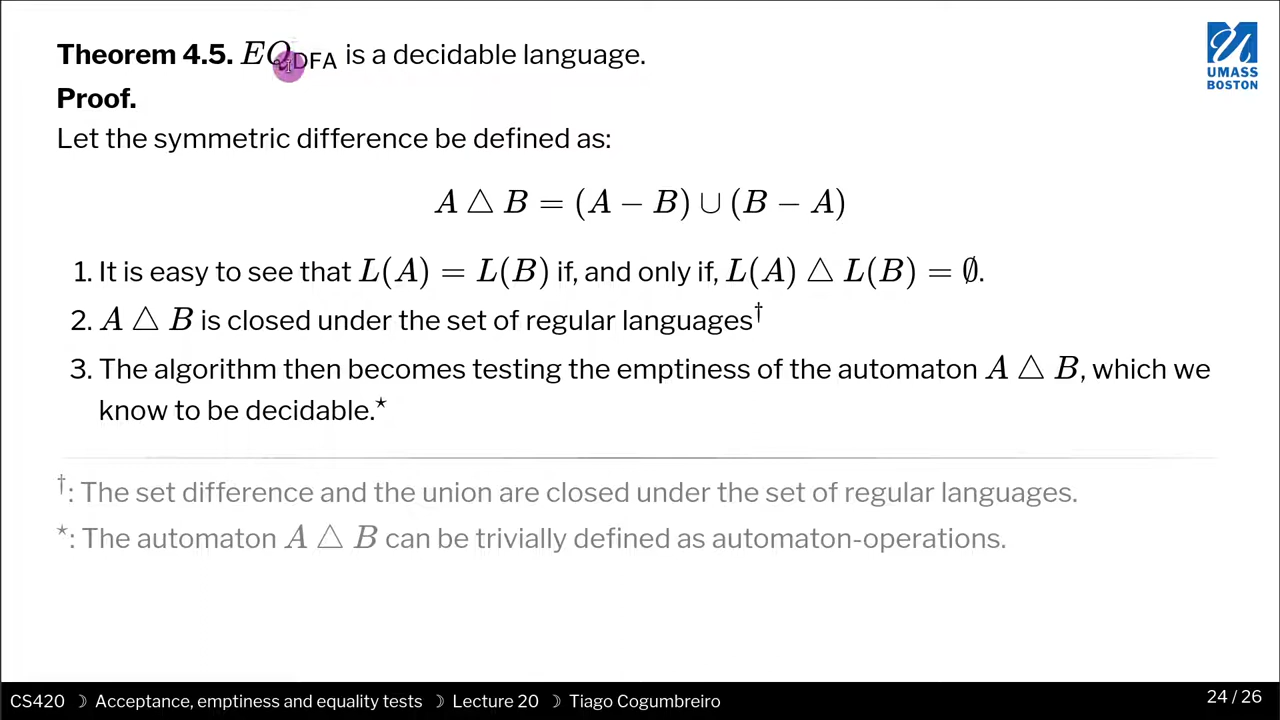 Theorem 4.5. EQ_DFA is a decidable language.
UMASS
BOSTON
Proof.
Let the symmetric difference be defined as:
A △ B = (A − B) ∪ (B − A)
1. It is easy to see that L(A) = L(B) if, and only if, L(A) △ L(B) = ∅.
2. A △ B is closed under the set of regular languages†
3. The algorithm then becomes testing the emptiness of the automaton A △ B, which we
know to be decidable.⋆
†: The set difference and the union are closed under the set of regular languages.
⋆: The automaton A △ B can be trivially defined as automaton-operations.
CS420 ☽ Acceptance, emptiness and equality tests ☽ Lecture 20 ☽ Tiago Cogumbreiro
24 / 26